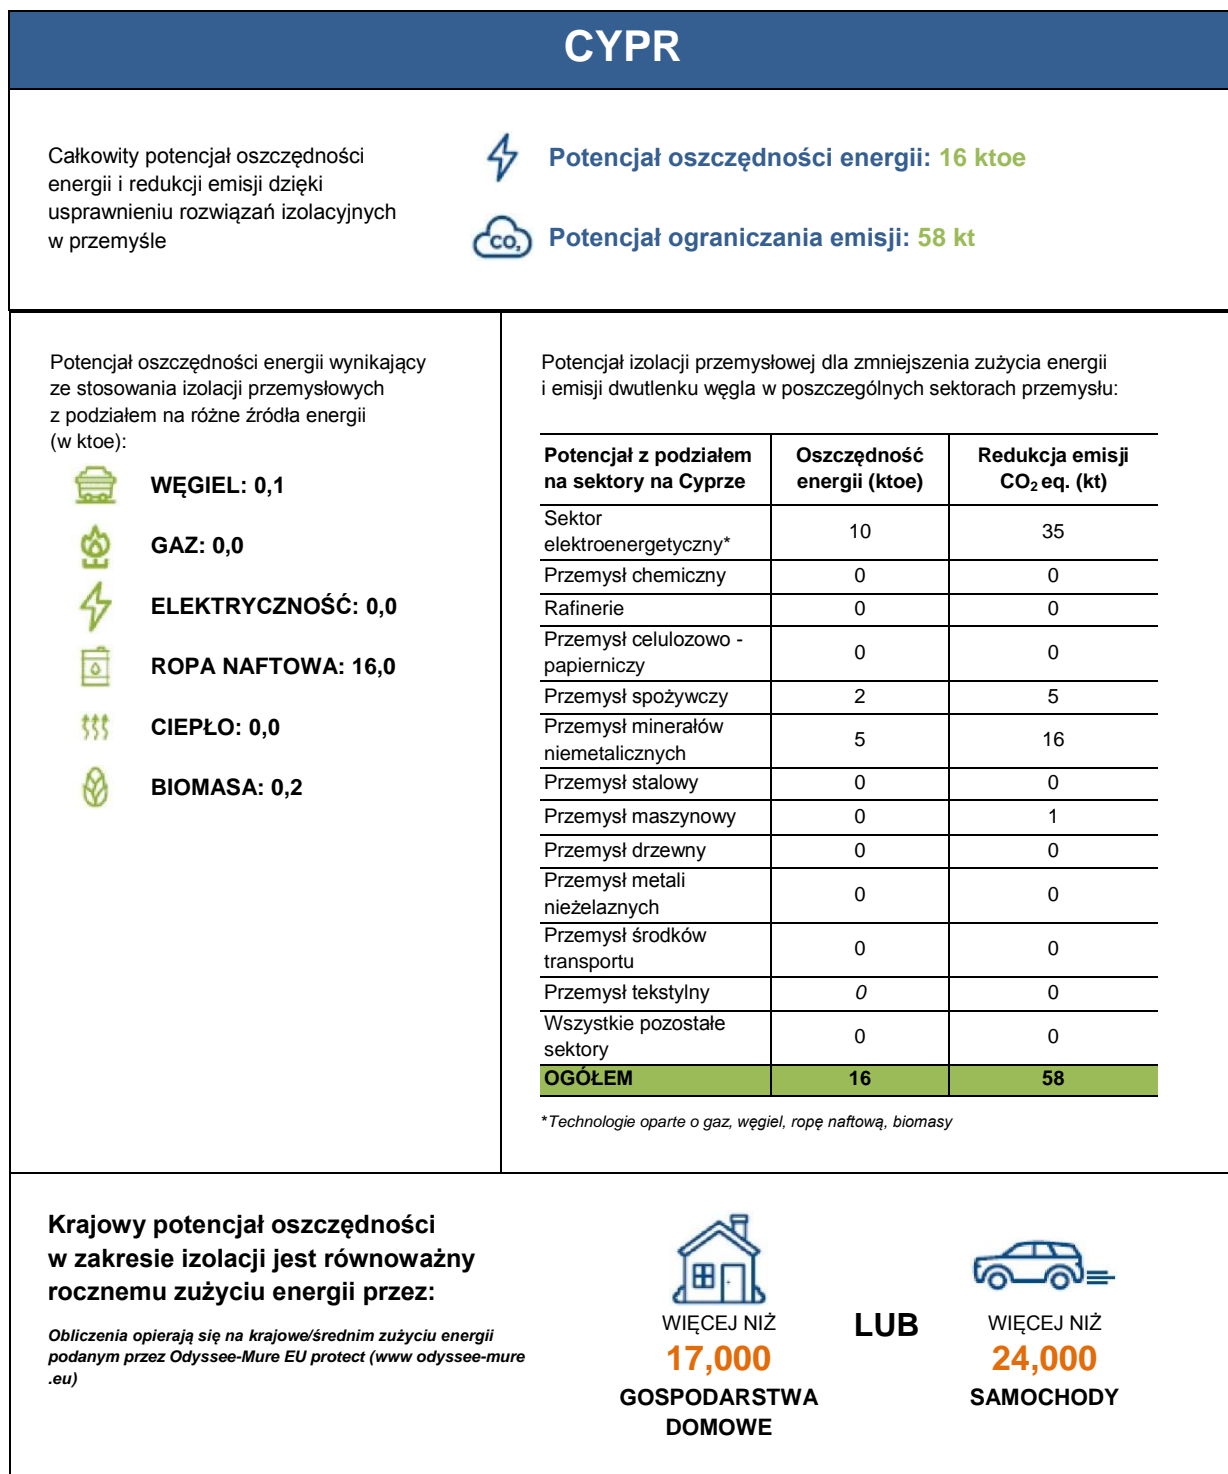 CYPR
Całkowity potencjał oszczędności
energii i redukcji emisji dzięki
usprawnieniu rozwiązań izolacyjnych
w przemyśle
Potencjał oszczędności energii: 16 ktoe
CO₂
Potencjał ograniczania emisji: 58 kt
Potencjał oszczędności energii wynikający
ze stosowania izolacji przemysłowych
z podziałem na różne źródła energii
(w ktoe):
WĘGIEL: 0,1
GAZ: 0,0
ELEKTRYCZNOŚĆ: 0,0
ROPA NAFTOWA: 16,0
CIEPŁO: 0,0
BIOMASA: 0,2
Potencjał izolacji przemysłowej dla zmniejszenia zużycia energii
i emisji dwutlenku węgla w poszczególnych sektorach przemysłu:
Potencjał z podziałem
na sektory na Cyprze
Oszczędność
energii (ktoe)
Redukcja emisji
CO₂ eq. (kt)
Sektor
elektroenergetyczny*
10
35
Przemysł chemiczny
0
0
Rafinerie
0
0
Przemysł celulozowo -
papierniczy
0
0
Przemysł spożywczy
2
5
Przemysł minerałów
niemetalicznych
5
16
Przemysł stalowy
0
0
Przemysł maszynowy
0
1
Przemysł drzewny
0
0
Przemysł metali
nieżelaznych
0
0
Przemysł środków
transportu
0
0
Przemysł tekstylny
0
0
Wszystkie pozostałe
sektory
0
0
OGÓŁEM
16
58
*Technologie oparte o gaz, węgiel, ropę naftową, biomasy
Krajowy potencjał oszczędności
w zakresie izolacji jest równoważny
rocznemu zużyciu energii przez:
Obliczenia opierają się na krajowe/średnim zużyciu energii
podanym przez Odyssee-Mure EU protect (www odyssee-mure
.eu)
WIĘCEJ NIŻ
17,000
GOSPODARSTWA
DOMOWE
LUB
WIĘCEJ NIŻ
24,000
SAMOCHODY